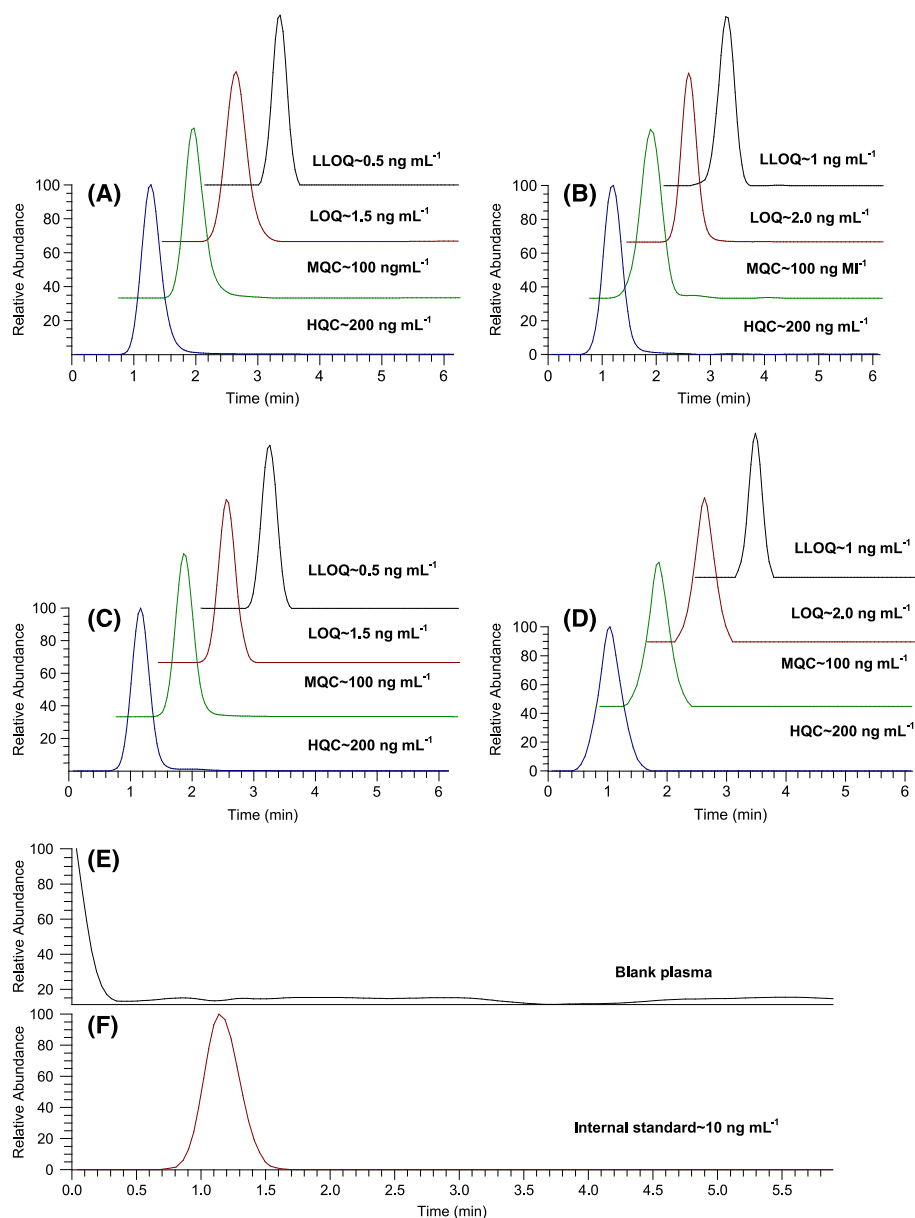 (A)
LLOQ~0.5 ng mL-1
LOQ~1.5 ng mL-1
MQC~100 ngmL-1
HQC~200 ng mL-1
Relative Abundance
100
80
60
40
20
0 1 2 3 4 5 6
Time (min)
(B)
LLOQ~1 ng mL-1
LOQ~2.0 ng mL-1
MQC~100 ng Ml-1
HQC~200 ng mL-1
Relative Abundance
100
80
60
40
20
0
0 1 2 3 4 5 6
Time (min)
(C)
LLOQ~0.5 ng mL-1
LOQ~1.5 ng mL-1
MQC~100 ng mL-1
HQC~200 ng mL-1
Relative Abundance
100
80
60
40
20
0 1 2 3 4 5 6
Time (min)
(D)
LLOQ~1 ng mL-1
LOQ~2.0 ng mL-1
MQC~100 ng mL-1
HQC~200 ng mL-1
Relative Abundance
100
80
60
40
20
0
0 1 2 3 4 5 6
Time (min)
(E)
Blank plasma
Relative Abundance
100
80
60
40
20
(F)
Internal standard~10 ng mL-1
Relative Abundance
100
80
60
40
20
0
0.0 0.5 1.0 1.5 2.0 2.5 3.0 3.5 4.0 4.5 5.0 5.5
Time (min)